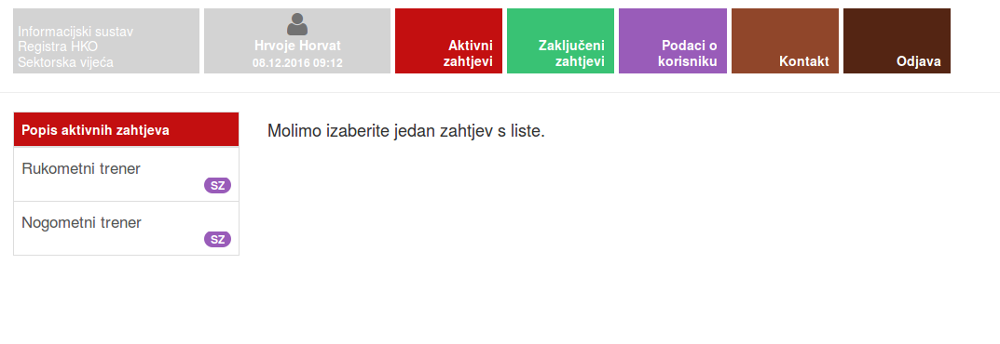 Informacijski sustav
Registra HKO
Sektorska vijeća
Hrvoje Horvat
08.12.2016 09:12
Aktivni
zahtjevi
Zaključeni
zahtjevi
Podaci o
korisniku
Kontakt
Odjava
Popis aktivnih zahtjeva
Molimo izaberite jedan zahtjev s liste.
Rukometni trener
SZ
Nogometni trener
SZ